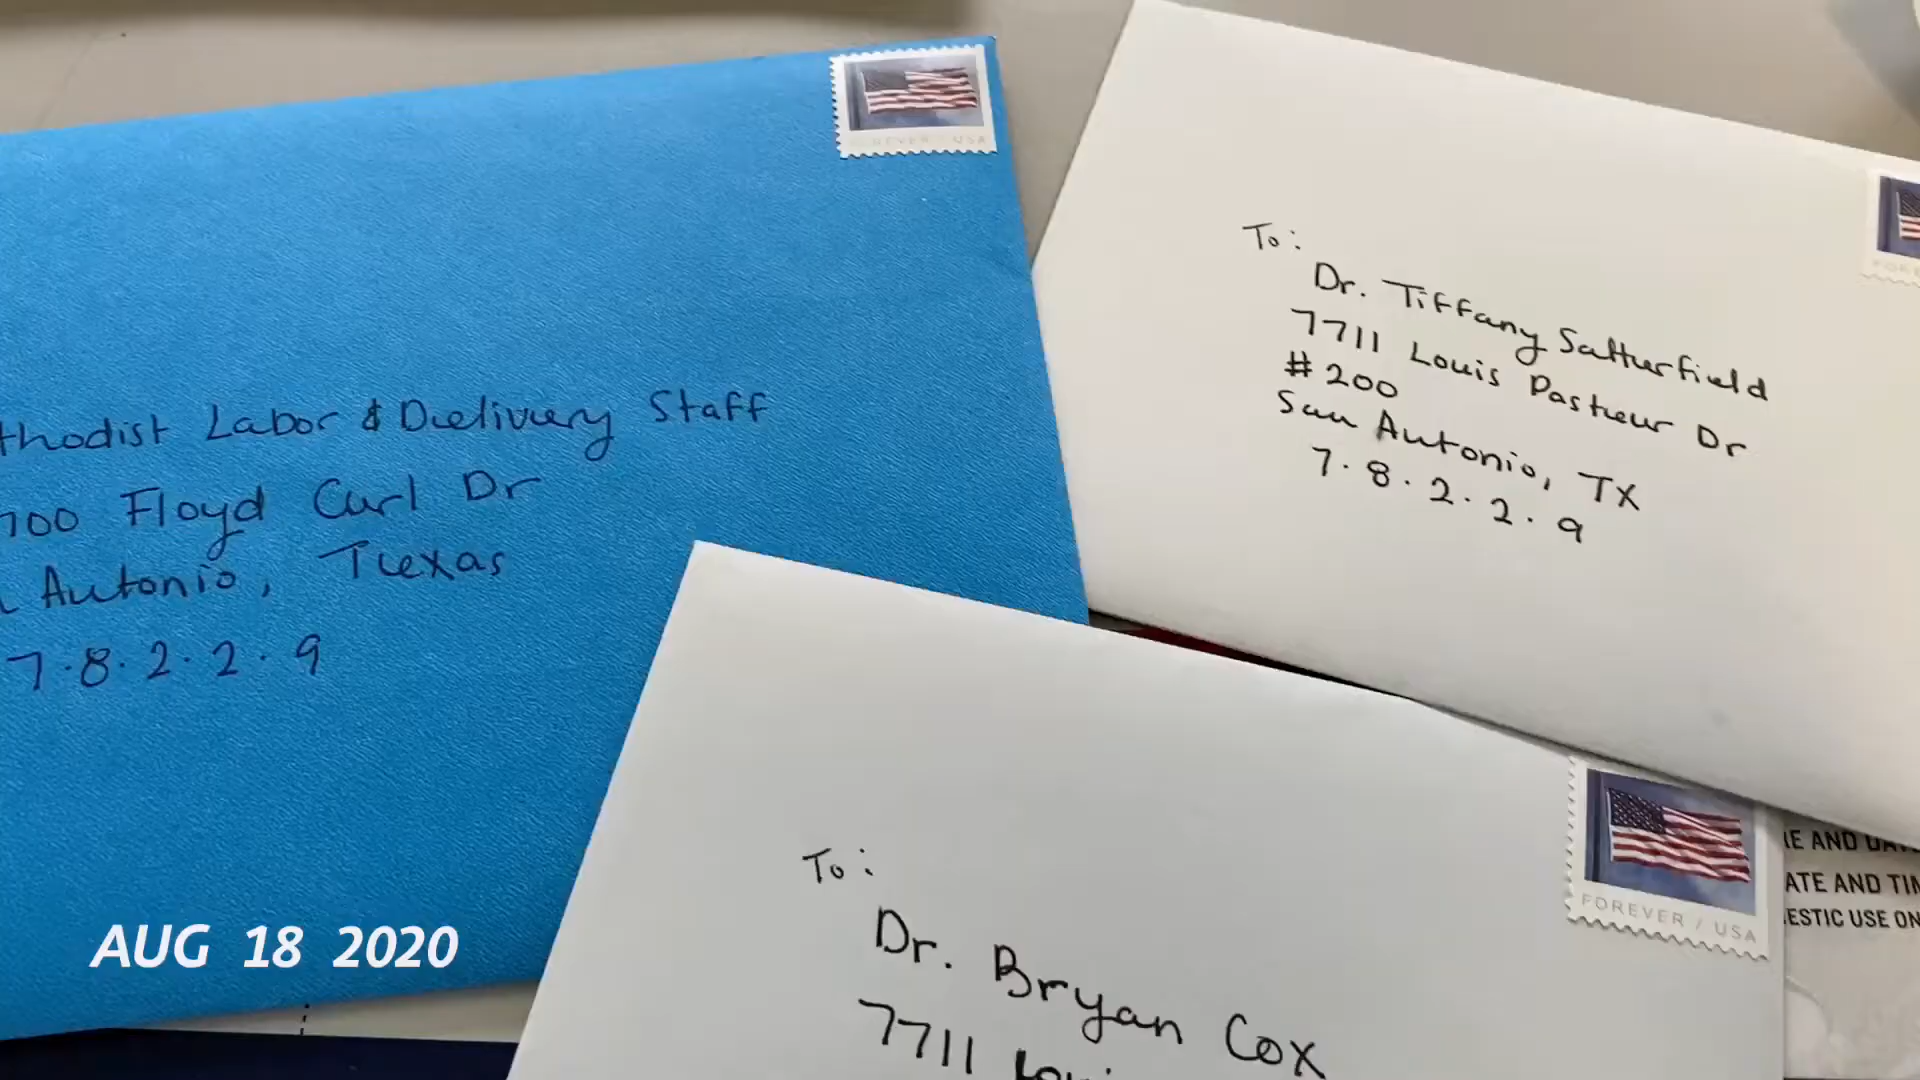 FOREVER / USA
thodist Labor & Delivery Staff
700 Floyd Curl Dr
Antonio, Texas
7.8.2.2.9
To:
Dr. Tiffany Satterfield
7711 Louis Pasteur Dr
#200
San Antonio, TX
7.8.2.2.9
To:
Dr. Bryan Cox
7711
FOREVER / USA
AND
ATE AND TIM
ESTIC USE ON
AUG 18 2020